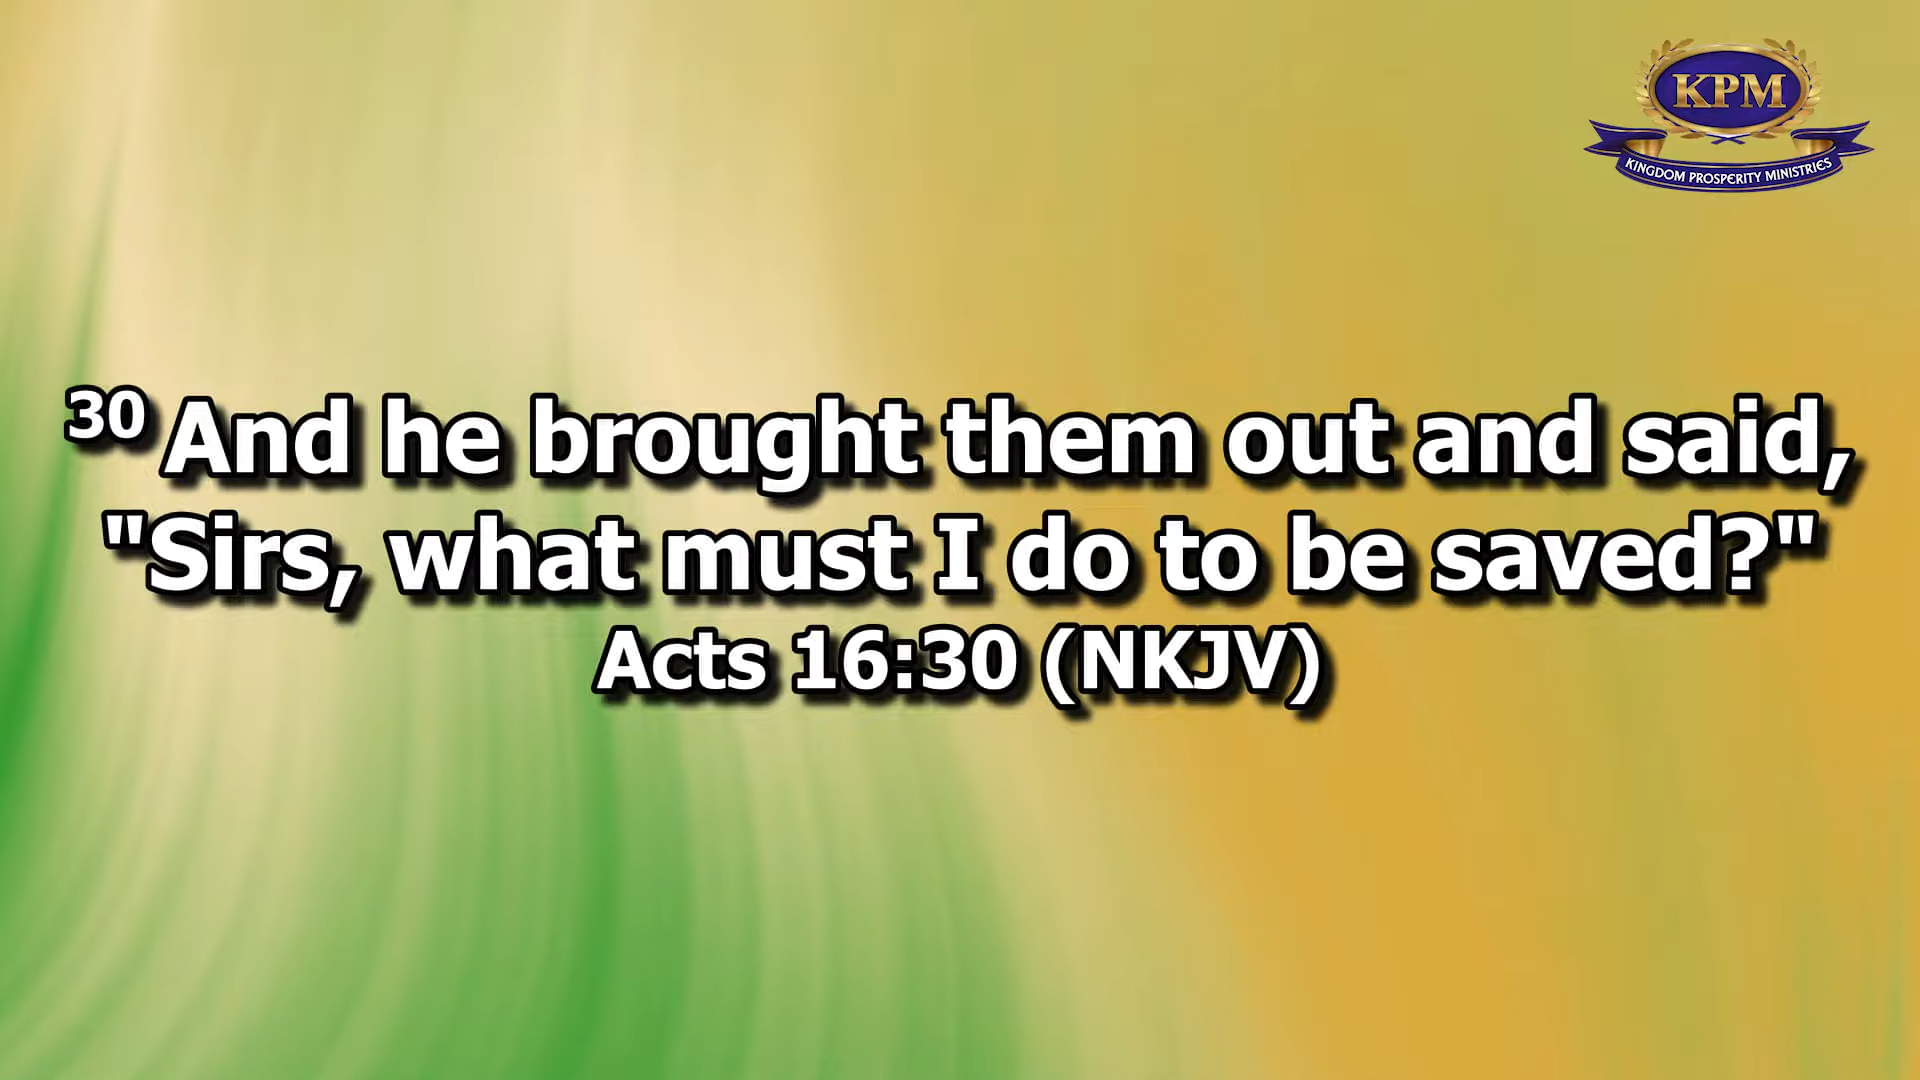 KPM
KINGDOM PROSPERITY MINISTRIES
30 And he brought them out and said,
"Sirs, what must I do to be saved?"
Acts 16:30 (NKJV)